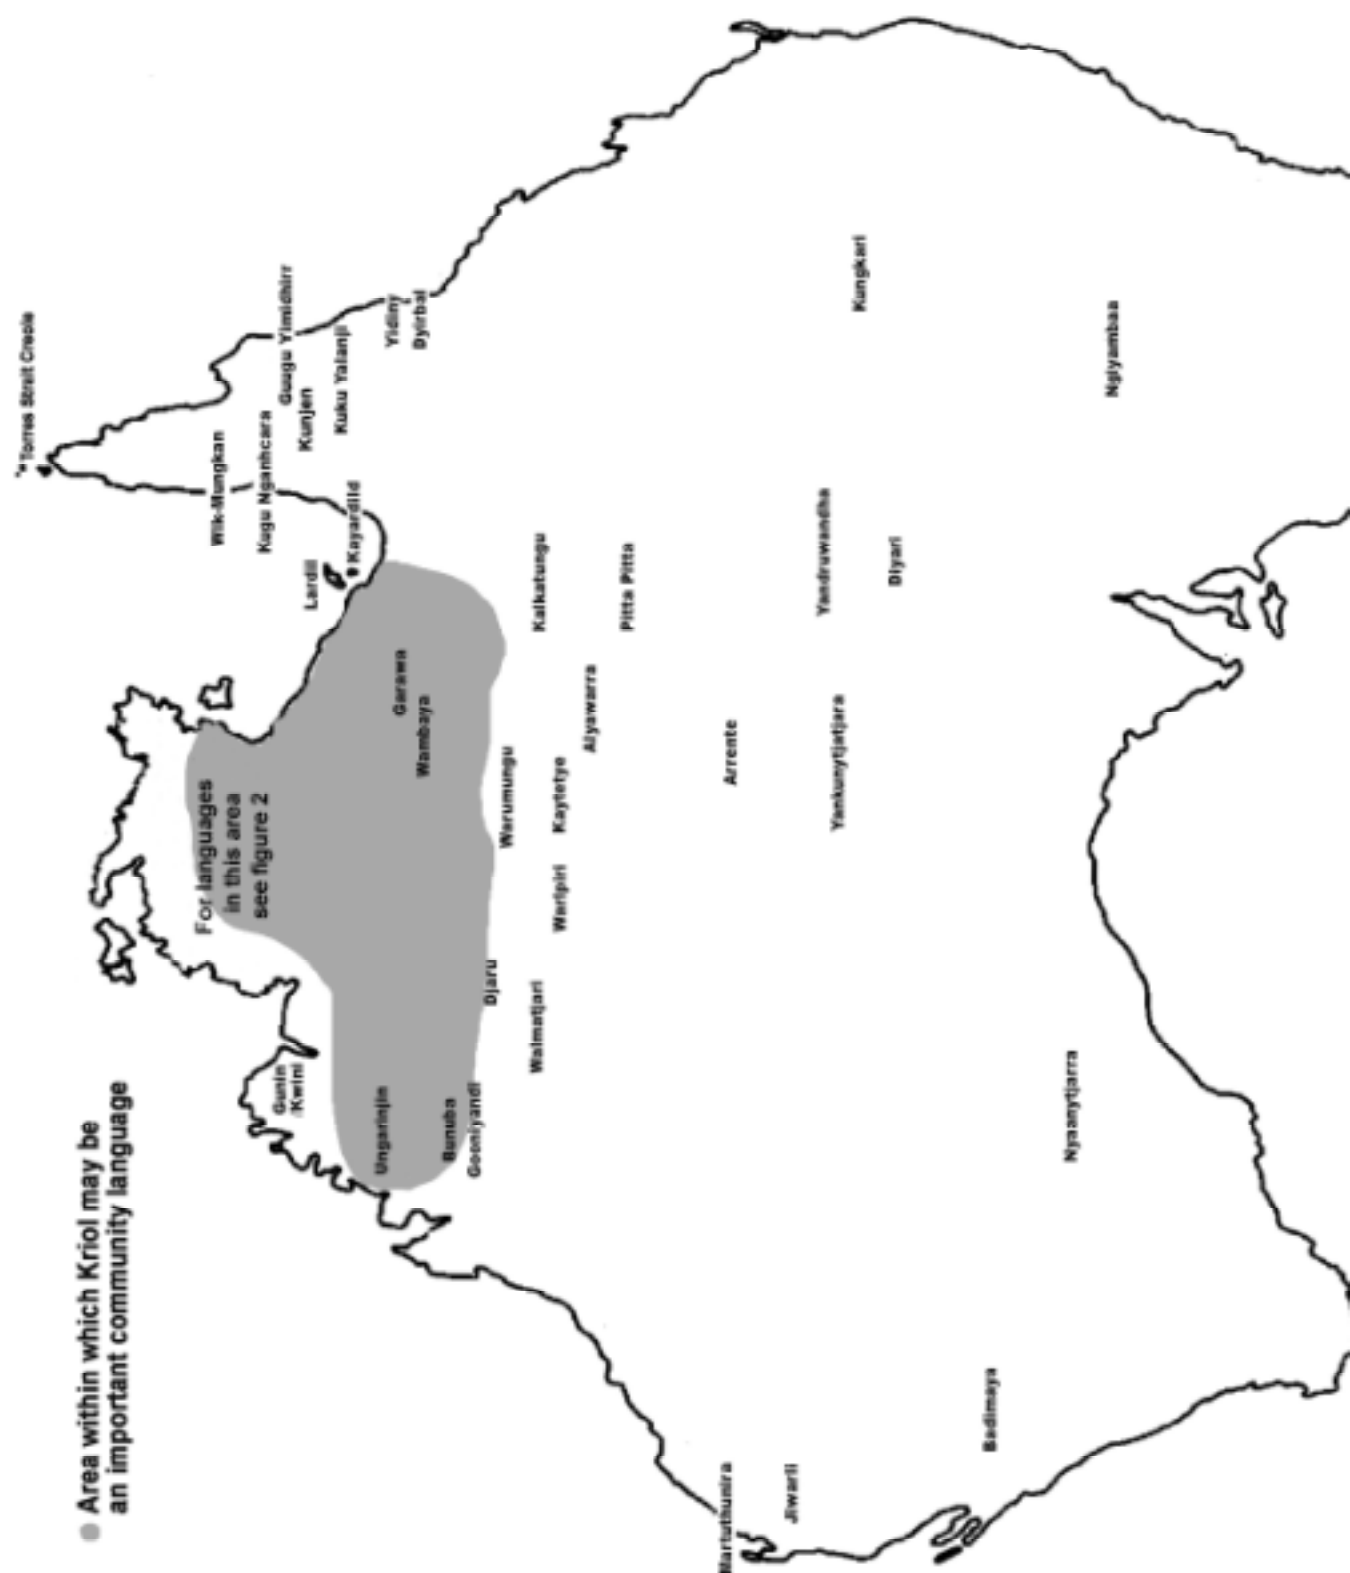 Area within which Kriol may be
an important community language
Torres Strait Creole
Wik-Mungkan
Kugu Nganhcara
Guugu Yimidhirr
Kunjen
Kuku Yalanji
Yidiny
Dyirbal
Lardil
Kayardild
For languages
in this area
see figure 2
Gunin
/Kwini
Ungarinjin
Bunuba
Gooniyandi
Garawa
Wambaya
Djaru
Walmatjari
Warumungu
Warlpiri
Kaytetye
Alyawarra
Kalkatungu
Pitta Pitta
Arrente
Yankunytjatjara
Yandruwandha
Diyari
Kungkari
Ngiyambaa
Martuthunira
Jiwarli
Badimaya
Nyaanytjarra